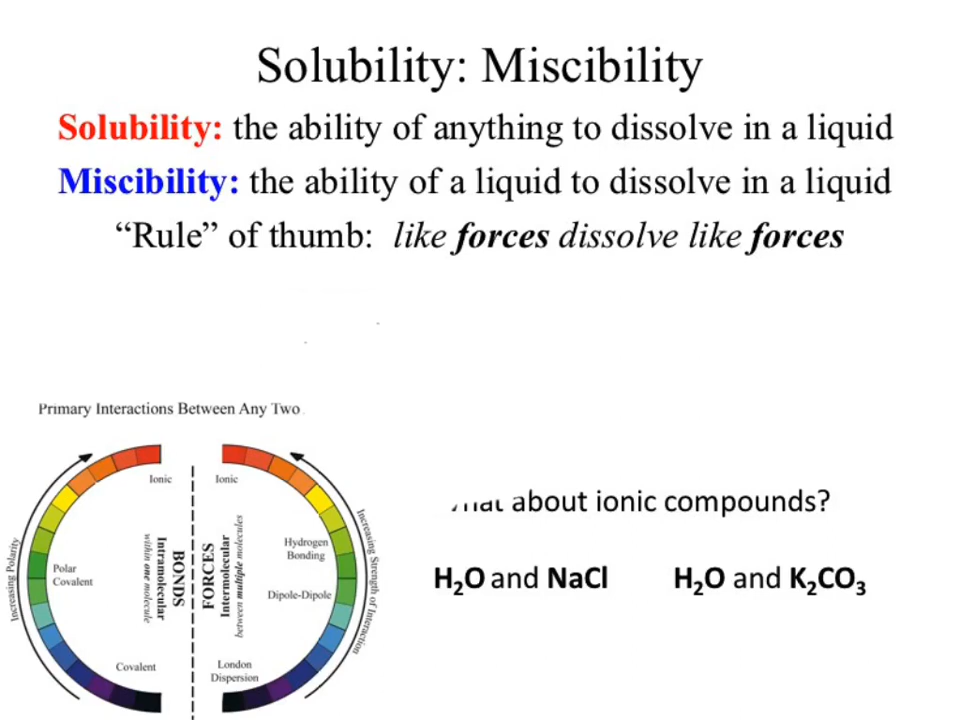 Solubility: Miscibility
Solubility: the ability of anything to dissolve in a liquid
Miscibility: the ability of a liquid to dissolve in a liquid
“Rule” of thumb: like forces dissolve like forces
Primary Interactions Between Any Two
Ionic
Polar
Covalent
Covalent
Increasing Polarity
BONDS
Intramolecular
within one molecule
FORCES
Intermolecular
between multiple molecules
Ionic
Hydrogen
Bonding
Dipole-Dipole
London
Dispersion
Increasing Strength of Interaction
about ionic compounds?
H₂O and NaCl
H₂O and K₂CO₃